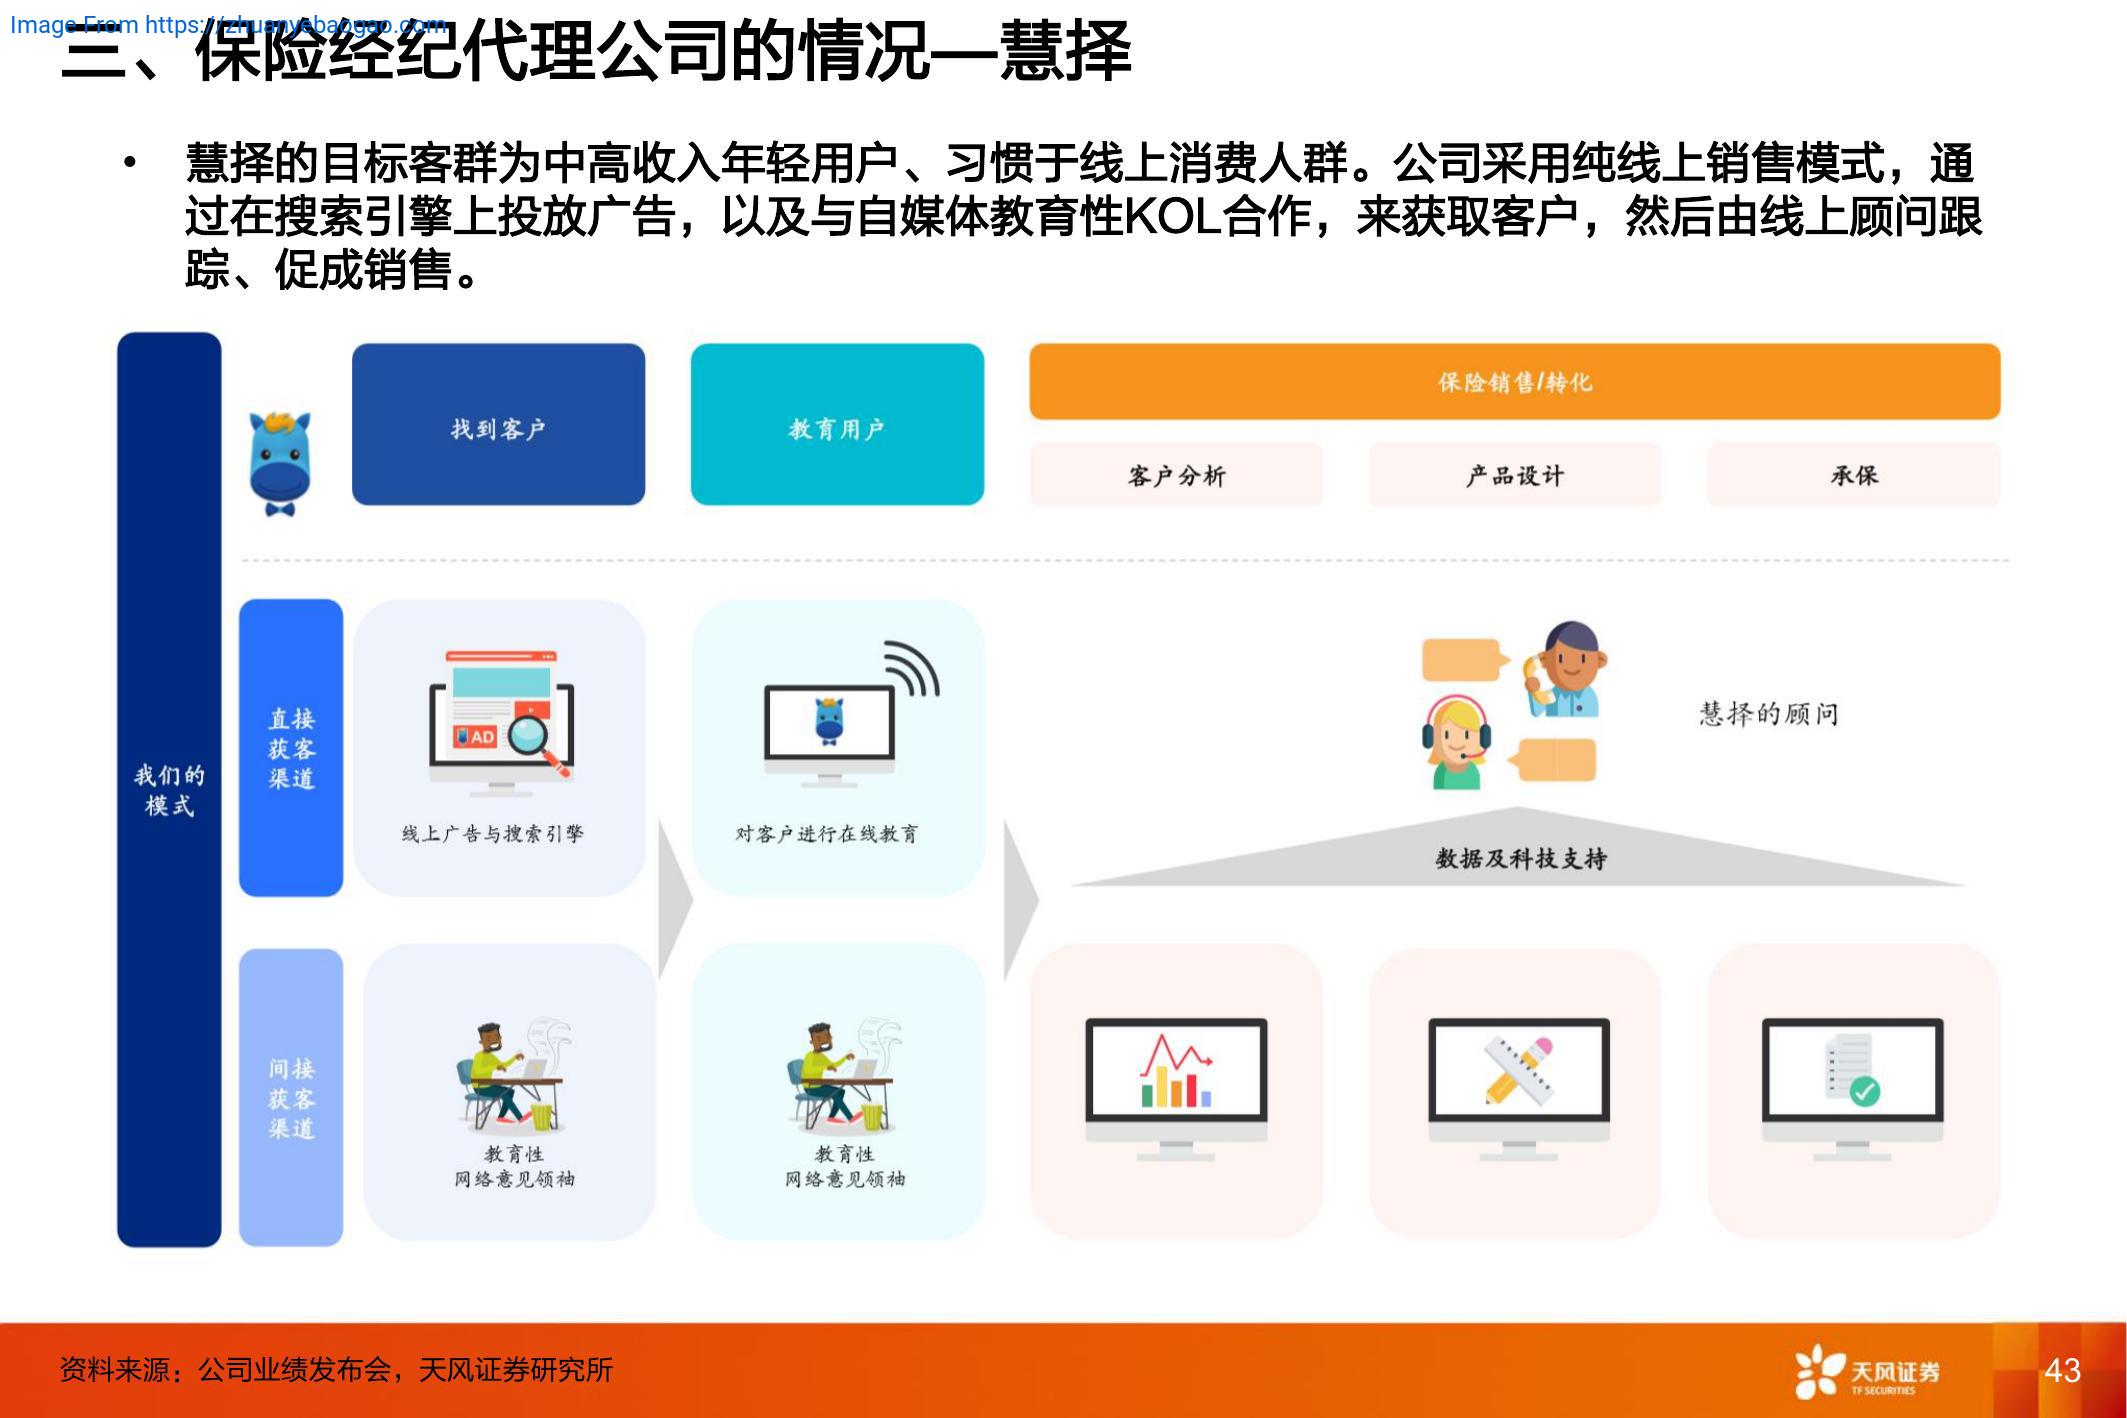 Image From https://zhuanyebaogao.com
三、保险经纪代理公司的情况—慧择
• 慧择的目标客群为中高收入年轻用户、习惯于线上消费人群。公司采用纯线上销售模式，通
过在搜索引擎上投放广告，以及与自媒体教育性KOL合作，来获取客户，然后由线上顾问跟
踪、促成销售。
找到客户
教育用户
保险销售/转化
客户分析
产品设计
承保
我们的
模式
直接
获客
渠道
AD
线上广告与搜索引擎
对客户进行在线教育
慧择的顾问
数据及科技支持
间接
获客
渠道
教育性
网络意见领袖
教育性
网络意见领袖
资料来源：公司业绩发布会，天风证券研究所
天风证券
TF SECURITIES
43